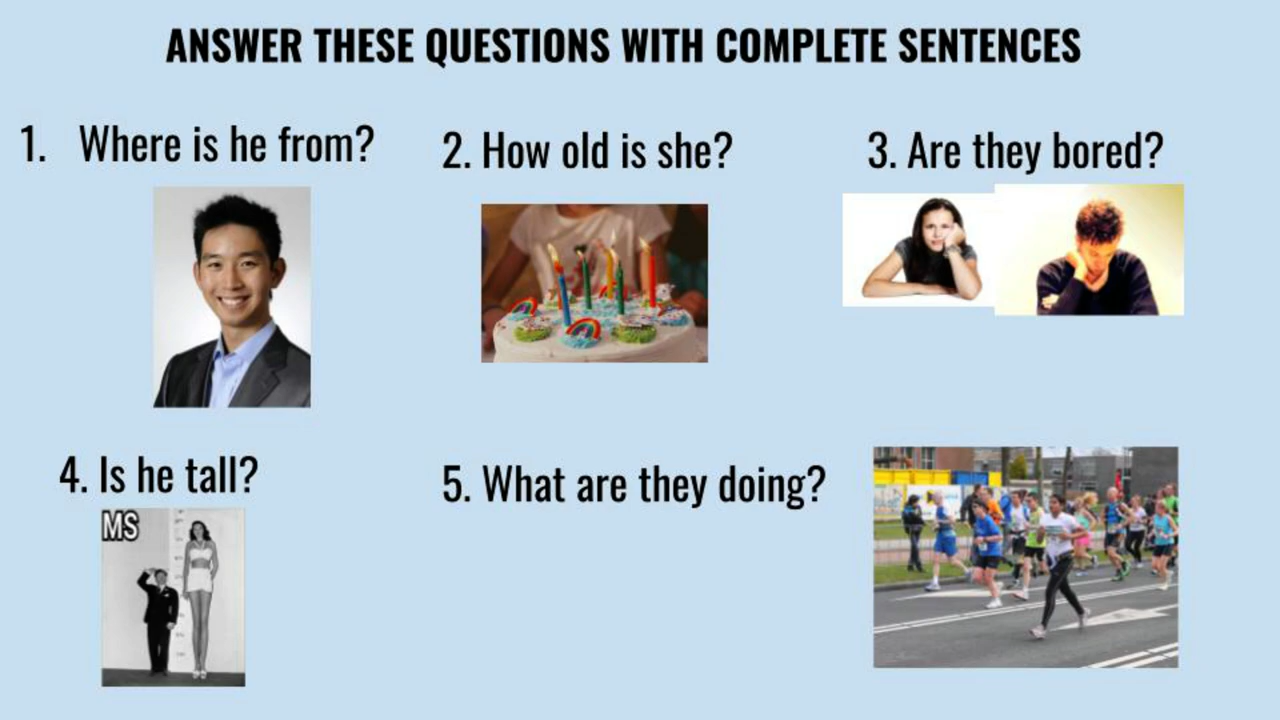 ANSWER THESE QUESTIONS WITH COMPLETE SENTENCES
1. Where is he from?
2. How old is she?
3. Are they bored?
4. Is he tall?
MS
5. What are they doing?